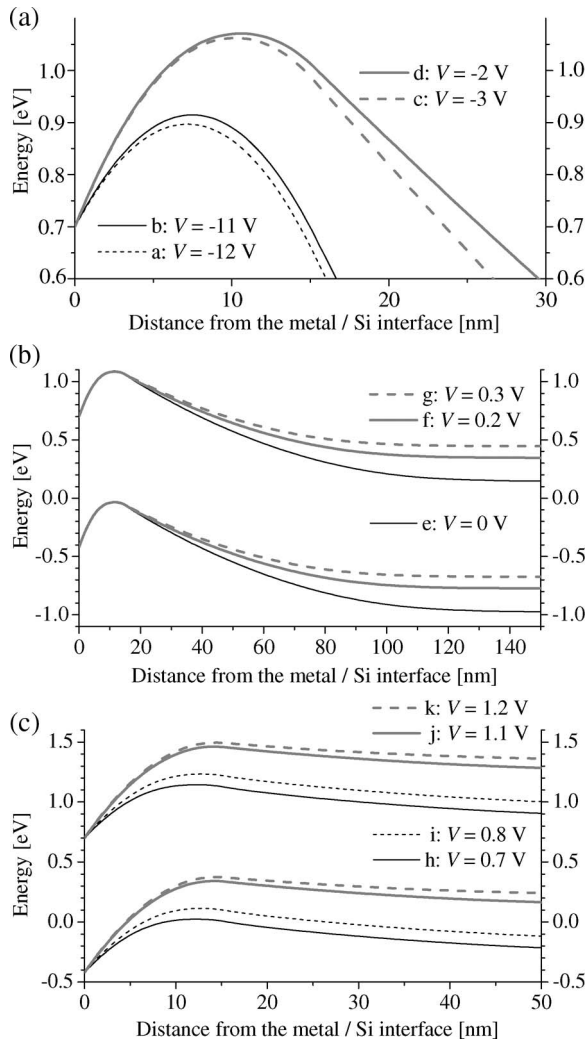 (a)
Energy [eV]
1.0
0.9
0.8
0.7
0.6
1.0
0.9
0.8
0.7
0.6
d: V = -2 V
c: V = -3 V
b: V = -11 V
a: V = -12 V
0 10 20 30
Distance from the metal / Si interface [nm]
(b)
Energy [eV]
1.0
0.5
0.0
Energy [eV]
-0.5
-1.0
1.0
0.5
0.0
-0.5
-1.0
g: V = 0.3 V
f: V = 0.2 V
e: V = 0 V
0 20 40 60 80 100 120 140
Distance from the metal / Si interface [nm]
(c)
k: V = 1.2 V
j: V = 1.1 V
Energy [eV]
1.5
1.0
0.5
Energy [eV]
0.0
-0.5
1.5
1.0
0.5
0.0
-0.5
i: V = 0.8 V
h: V = 0.7 V
0 10 20 30 40 50
Distance from the metal / Si interface [nm]